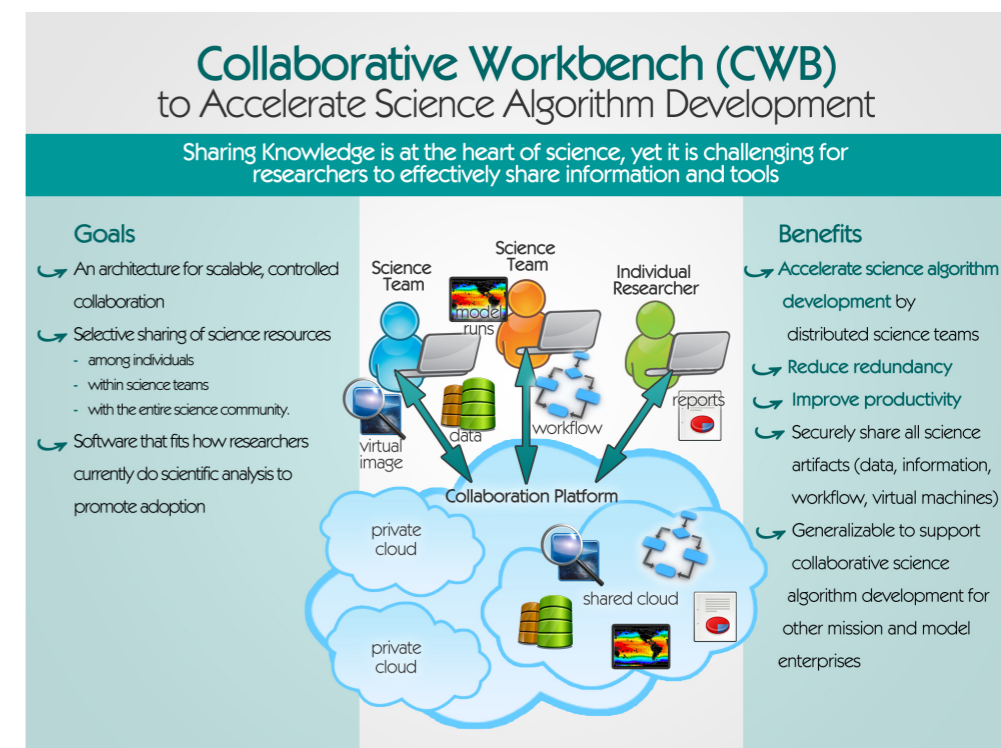 Collaborative Workbench (CWB)
to Accelerate Science Algorithm Development
Sharing Knowledge is at the heart of science, yet it is challenging for
researchers to effectively share information and tools
Goals
An architecture for scalable, controlled
collaboration
Selective sharing of science resources
- among individuals
- within science teams
- with the entire science community.
Software that fits how researchers
currently do scientific analysis to
promote adoption
Science
Team
Science
Team
Individual
Researcher
model
runs
virtual
image
data
workflow
reports
Collaboration Platform
private
cloud
shared cloud
private
cloud
Benefits
Accelerate science algorithm
development by
distributed science teams
Reduce redundancy
Improve productivity
Securely share all science
artifacts (data, information,
workflow, virtual machines)
Generalizable to support
collaborative science
algorithm development for
other mission and model
enterprises